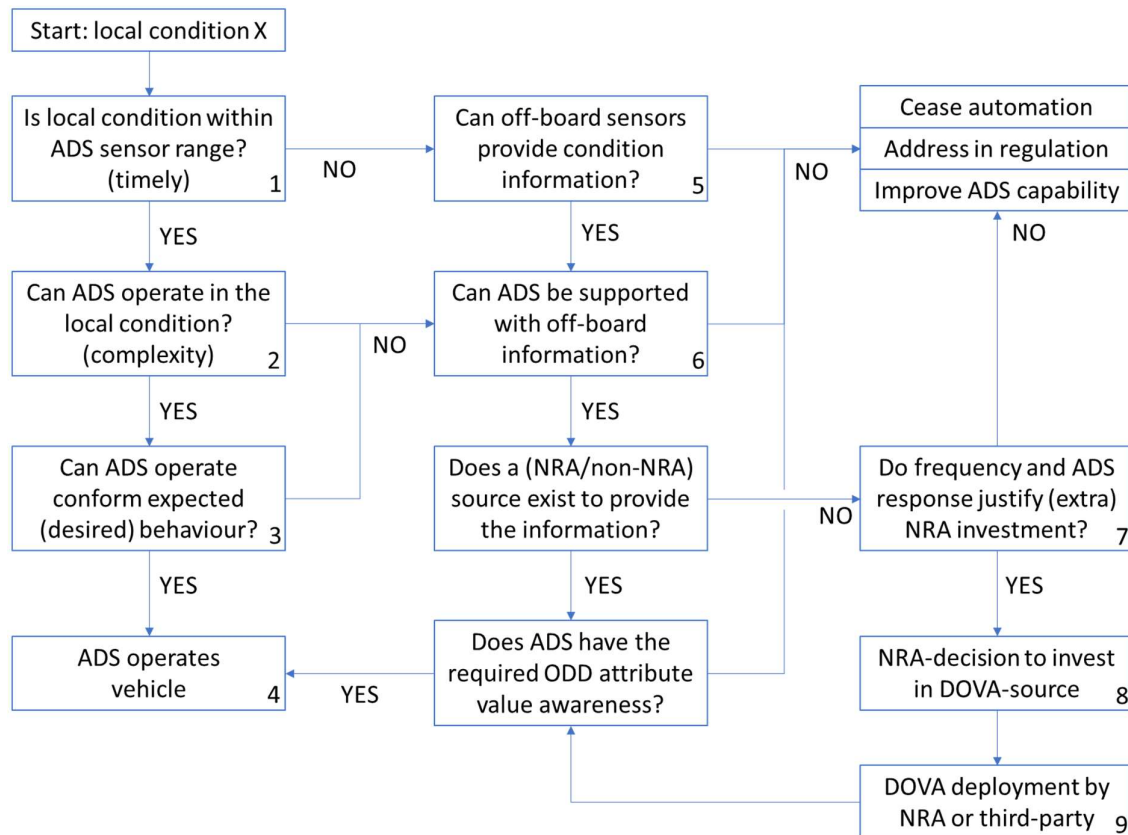 Start: local condition X
Is local condition within
ADS sensor range?
(timely)
1
NO
Can off-board sensors
provide condition
information?
5
NO
Cease automation
Address in regulation
Improve ADS capability
YES
YES
NO
Can ADS operate in the
local condition?
(complexity)
2
NO
Can ADS be supported
with off-board
information?
6
YES
YES
Can ADS operate
conform expected
(desired) behaviour?
3
Does a (NRA/non-NRA)
source exist to provide
the information?
NO
Do frequency and ADS
response justify (extra)
NRA investment?
7
YES
YES
YES
ADS operates
vehicle
4
YES
Does ADS have the
required ODD attribute
value awareness?
NRA-decision to invest
in DOVA-source
8
DOVA deployment by
NRA or third-party
9